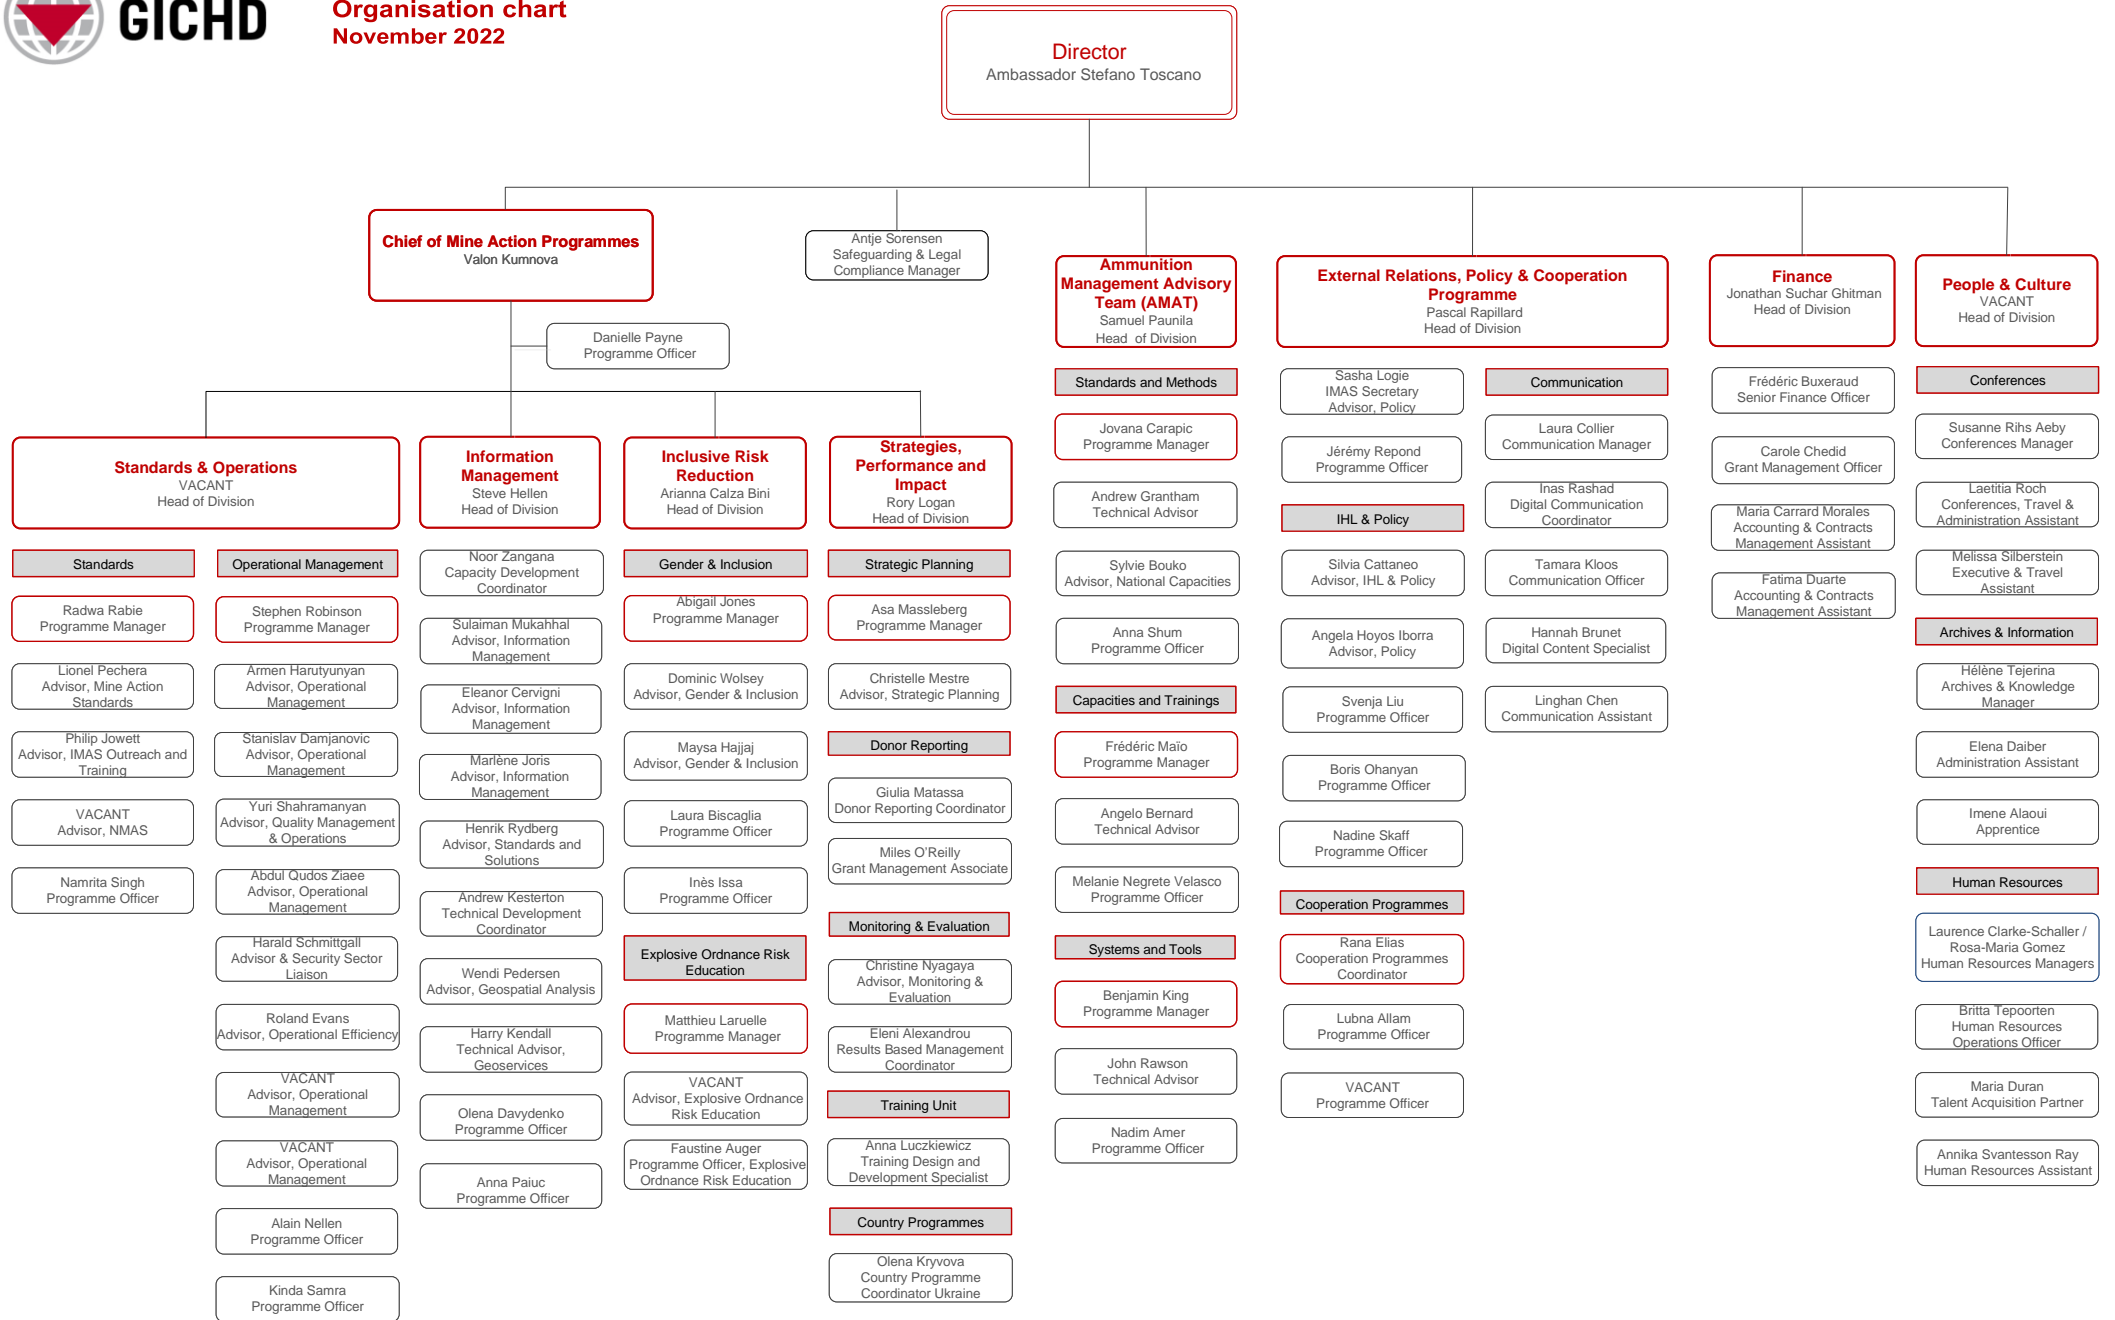 GICHD
Organisation chart
November 2022
Director
Ambassador Stefano Toscano
Chief of Mine Action Programmes
Valon Kumnova
Antje Sorensen
Safeguarding & Legal
Compliance Manager
Danielle Payne
Programme Officer
Standards & Operations
VACANT
Head of Division
Standards
Radwa Rabie
Programme Manager
Lionel Pechera
Advisor, Mine Action
Standards
Philip Jowett
Advisor, IMAS Outreach and
Training
VACANT
Advisor, NMAS
Namrita Singh
Programme Officer
Operational Management
Stephen Robinson
Programme Manager
Armen Harutyunyan
Advisor, Operational
Management
Stanislav Damjanovic
Advisor, Operational
Management
Yuri Shahramanyan
Advisor, Quality Management
& Operations
Abdul Qudos Ziaee
Advisor, Operational
Management
Harald Schmittgall
Advisor & Security Sector
Liaison
Roland Evans
Advisor, Operational Efficiency
VACANT
Advisor, Operational
Management
VACANT
Advisor, Operational
Management
Alain Nellen
Programme Officer
Kinda Samra
Programme Officer
Information
Management
Steve Hellen
Head of Division
Noor Zangana
Capacity Development
Coordinator
Sulaiman Mukahhal
Advisor, Information
Management
Eleanor Cervigni
Advisor, Information
Management
Marlène Joris
Advisor, Information
Management
Henrik Rydberg
Advisor, Standards and
Solutions
Andrew Kesterton
Technical Development
Coordinator
Wendi Pedersen
Advisor, Geospatial Analysis
Harry Kendall
Technical Advisor,
Geoservices
Olena Davydenko
Programme Officer
Anna Paiuc
Programme Officer
Inclusive Risk
Reduction
Arianna Calza Bini
Head of Division
Gender & Inclusion
Abigail Jones
Programme Manager
Dominic Wolsey
Advisor, Gender & Inclusion
Maysa Hajjaj
Advisor, Gender & Inclusion
Laura Biscaglia
Programme Officer
Inès Issa
Programme Officer
Explosive Ordnance Risk
Education
Matthieu Laruelle
Programme Manager
VACANT
Advisor, Explosive Ordnance
Risk Education
Faustine Auger
Programme Officer, Explosive
Ordnance Risk Education
Strategies,
Performance and
Impact
Rory Logan
Head of Division
Strategic Planning
Asa Massleberg
Programme Manager
Christelle Mestre
Advisor, Strategic Planning
Donor Reporting
Giulia Matassa
Donor Reporting Coordinator
Miles O'Reilly
Grant Management Associate
Monitoring & Evaluation
Christine Nyagaya
Advisor, Monitoring &
Evaluation
Eleni Alexandrou
Results Based Management
Coordinator
Training Unit
Anna Luczkiewicz
Training Design and
Development Specialist
Country Programmes
Olena Kryvova
Country Programme
Coordinator Ukraine
Ammunition
Management Advisory
Team (AMAT)
Samuel Paunila
Head of Division
Standards and Methods
Jovana Carapic
Programme Manager
Andrew Grantham
Technical Advisor
Sylvie Bouko
Advisor, National Capacities
Anna Shum
Programme Officer
Capacities and Trainings
Frédéric Maïo
Programme Manager
Angelo Bernard
Technical Advisor
Melanie Negrete Velasco
Programme Officer
Systems and Tools
Benjamin King
Programme Manager
John Rawson
Technical Advisor
Nadim Amer
Programme Officer
External Relations, Policy & Cooperation
Programme
Pascal Rapillard
Head of Division
Sasha Logie
IMAS Secretary
Advisor, Policy
Jérémy Repond
Programme Officer
IHL & Policy
Silvia Cattaneo
Advisor, IHL & Policy
Angela Hoyos Iborra
Advisor, Policy
Svenja Liu
Programme Officer
Boris Ohanyan
Programme Officer
Nadine Skaff
Programme Officer
Cooperation Programmes
Rana Elias
Cooperation Programmes
Coordinator
Lubna Allam
Programme Officer
VACANT
Programme Officer
Communication
Laura Collier
Communication Manager
Inas Rashad
Digital Communication
Coordinator
Tamara Kloos
Communication Officer
Hannah Brunet
Digital Content Specialist
Linghan Chen
Communication Assistant
Finance
Jonathan Suchar Ghitman
Head of Division
Frédéric Buxeraud
Senior Finance Officer
Carole Chedid
Grant Management Officer
Maria Carrard Morales
Accounting & Contracts
Management Assistant
Fatima Duarte
Accounting & Contracts
Management Assistant
People & Culture
VACANT
Head of Division
Conferences
Susanne Rihs Aeby
Conferences Manager
Laetitia Roch
Conferences, Travel &
Administration Assistant
Melissa Silberstein
Executive & Travel
Assistant
Archives & Information
Hélène Tejerina
Archives & Knowledge
Manager
Elena Daiber
Administration Assistant
Imene Alaoui
Apprentice
Human Resources
Laurence Clarke-Schaller /
Rosa-Maria Gomez
Human Resources Managers
Britta Tepoorten
Human Resources
Operations Officer
Maria Duran
Talent Acquisition Partner
Annika Svantesson Ray
Human Resources Assistant